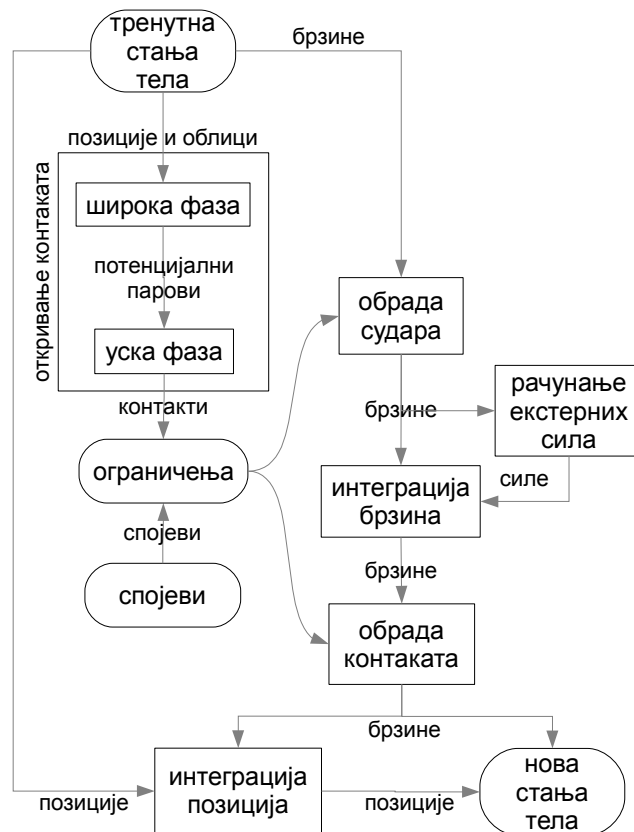 тренутна
стања
тела
брзине
позиције и облици
откривање контаката
широка фаза
потенцијални
парови
уска фаза
контакти
обрада
судара
брзине
рачунање
екстерних
сила
ограничења
силе
интеграција
брзина
спојеви
спојеви
брзине
обрада
контаката
брзине
позиције
интеграција
позиција
позиције
нова
стања
тела